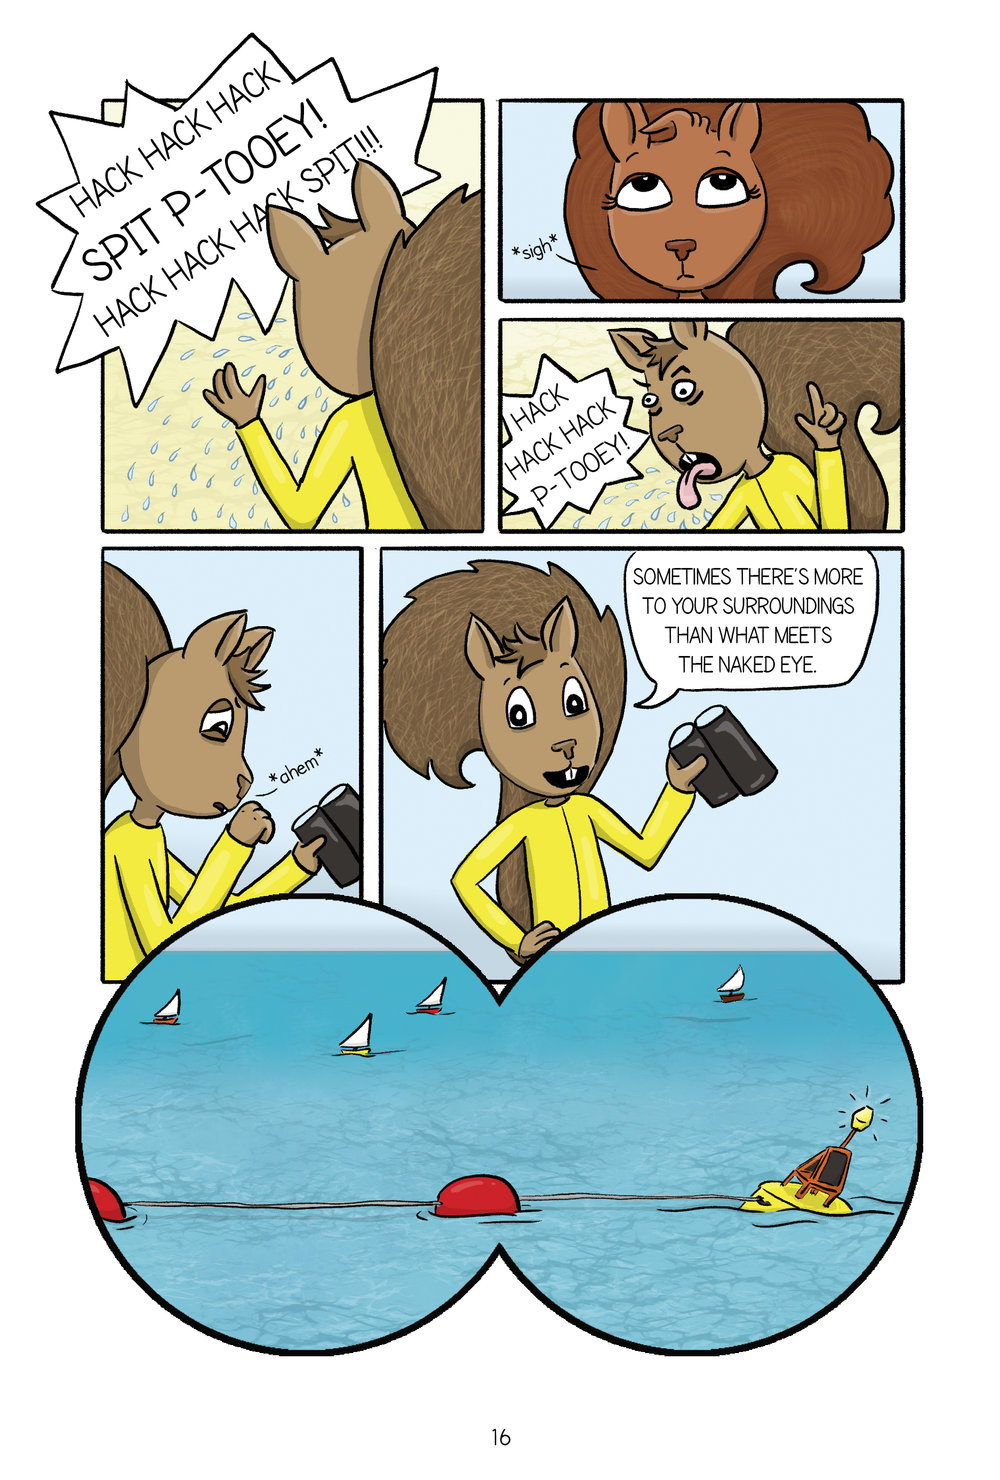 HACK HACK HACK
SPIT P-TOOEY!
HACK HACK HACK SPIT!!!
*sigh*
HACK
HACK HACK
P-TOOEY!
*ahem*
SOMETIMES THERE'S MORE
TO YOUR SURROUNDINGS
THAN WHAT MEETS
THE NAKED EYE.
16